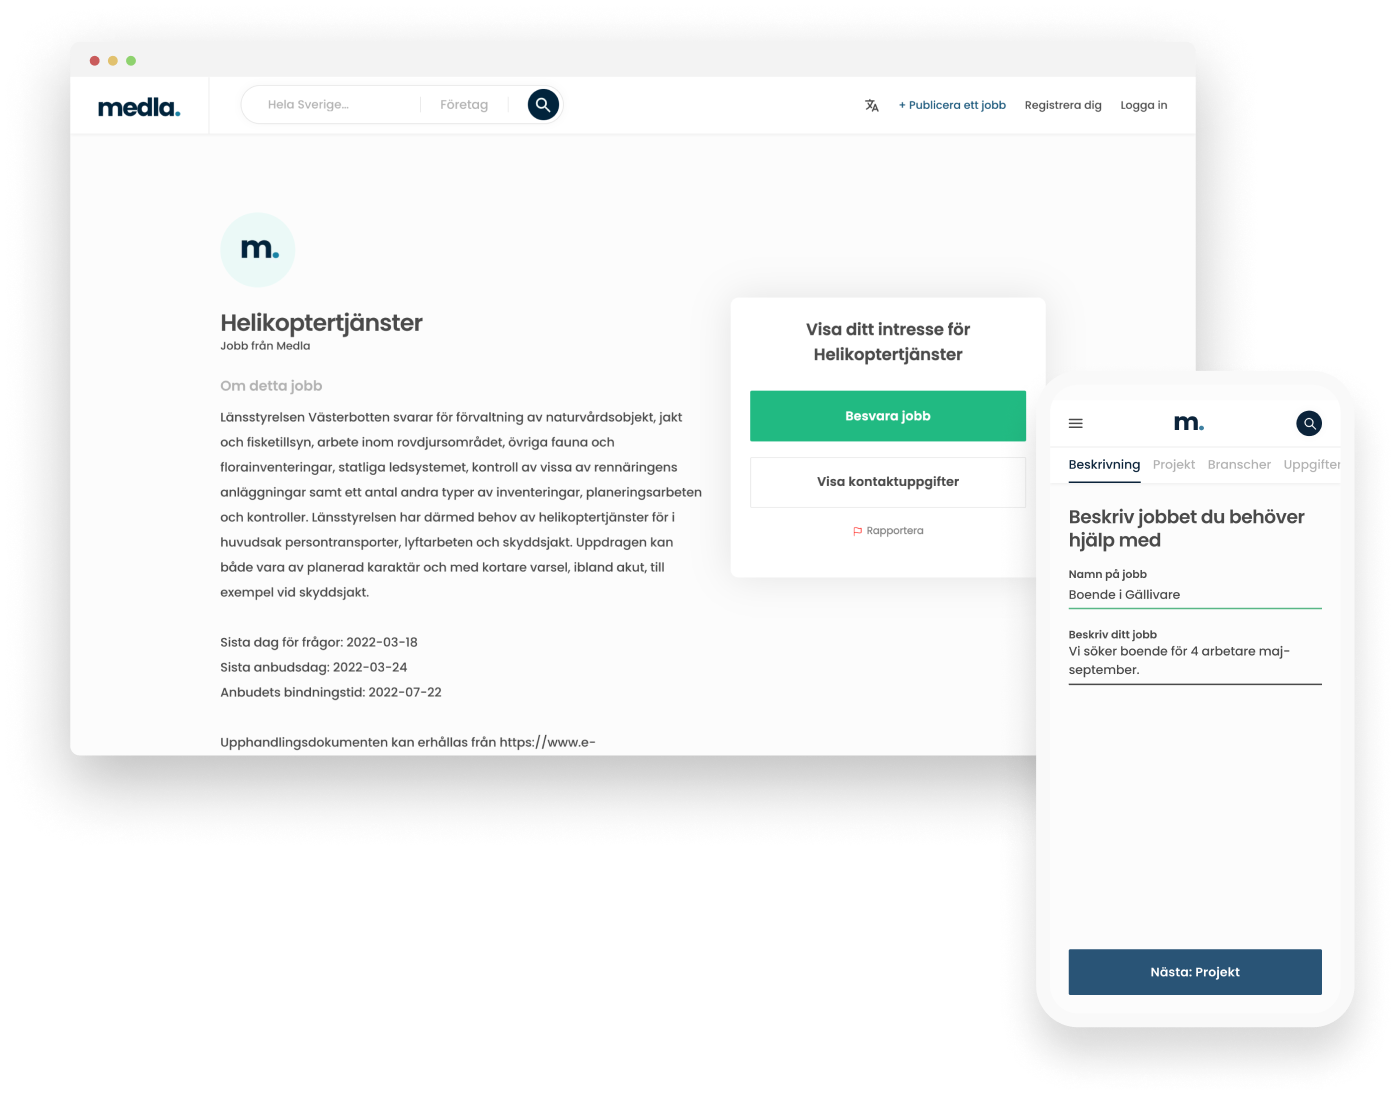 medla.
Hela Sverige...
Företag
+ Publicera ett jobb
Registrera dig
Logga in
m.
Helikoptertjänster
Jobb från Medla
Om detta jobb
Länsstyrelsen Västerbotten svarar för förvaltning av naturvårdsobjekt, jakt
och fisketillsyn, arbete inom rovdjursområdet, övriga fauna och
florainventeringar, statliga ledsystemet, kontroll av vissa av rennäringens
anläggningar samt ett antal andra typer av inventeringar, planeringsarbeten
och kontroller. Länsstyrelsen har därmed behov av helikoptertjänster för i
huvudsak persontransporter, lyftarbeten och skyddsjakt. Uppdragen kan
både vara av planerad karaktär och med kortare varsel, ibland akut, till
exempel vid skyddsjakt.
Sista dag för frågor: 2022-03-18
Sista anbudsdag: 2022-03-24
Anbudets bindningstid: 2022-07-22
Upphandlingsdokumenten kan erhållas från https://www.e-
Visa ditt intresse för
Helikoptertjänster
Besvara jobb
Visa kontaktuppgifter
Rapportera
m.
Beskrivning
Projekt
Branscher
Uppgifter
Beskriv jobbet du behöver
hjälp med
Namn på jobb
Boende i Gällivare
Beskriv ditt jobb
Vi söker boende för 4 arbetare maj-
september.
Nästa: Projekt